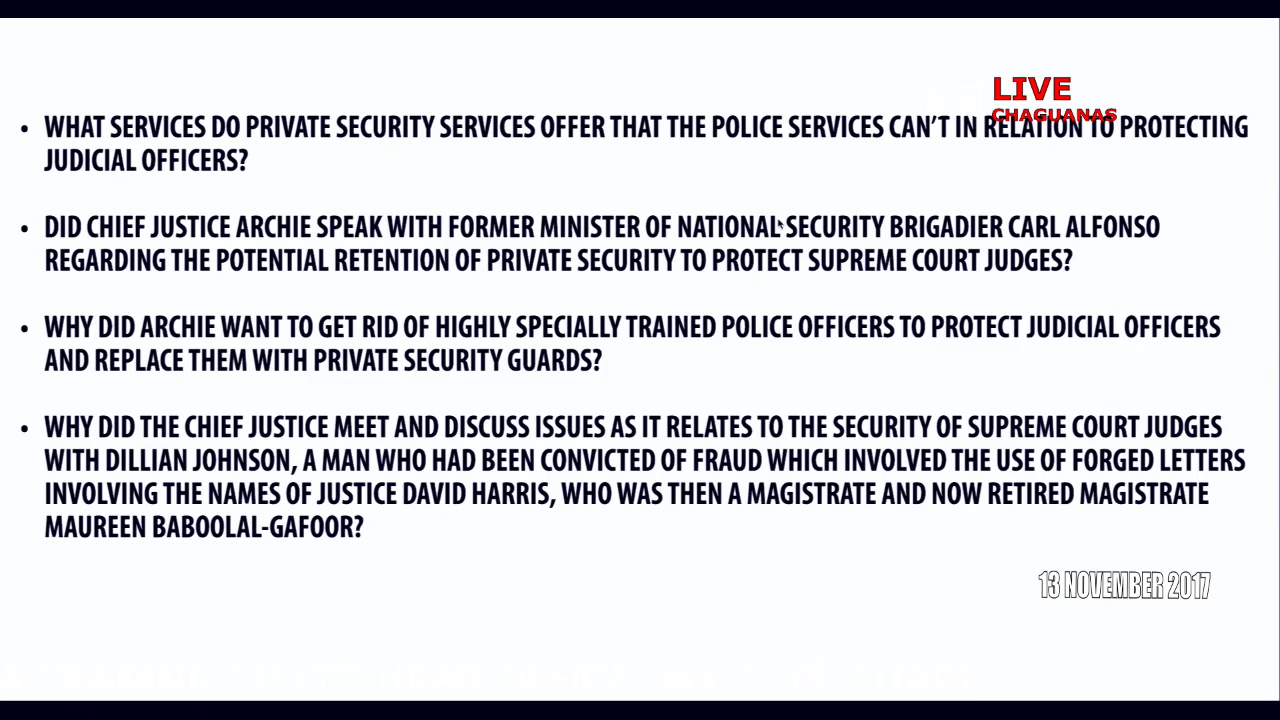 LIVE
CHAGUANAS
• WHAT SERVICES DO PRIVATE SECURITY SERVICES OFFER THAT THE POLICE SERVICES CAN'T IN RELATION TO PROTECTING
JUDICIAL OFFICERS?
• DID CHIEF JUSTICE ARCHIE SPEAK WITH FORMER MINISTER OF NATIONAL SECURITY BRIGADIER CARL ALFONSO
REGARDING THE POTENTIAL RETENTION OF PRIVATE SECURITY TO PROTECT SUPREME COURT JUDGES?
• WHY DID ARCHIE WANT TO GET RID OF HIGHLY SPECIALLY TRAINED POLICE OFFICERS TO PROTECT JUDICIAL OFFICERS
AND REPLACE THEM WITH PRIVATE SECURITY GUARDS?
• WHY DID THE CHIEF JUSTICE MEET AND DISCUSS ISSUES AS IT RELATES TO THE SECURITY OF SUPREME COURT JUDGES
WITH DILLIAN JOHNSON, A MAN WHO HAD BEEN CONVICTED OF FRAUD WHICH INVOLVED THE USE OF FORGED LETTERS
INVOLVING THE NAMES OF JUSTICE DAVID HARRIS, WHO WAS THEN A MAGISTRATE AND NOW RETIRED MAGISTRATE
MAUREEN BABOOLAL-GAFOOR?
13 NOVEMBER 2017